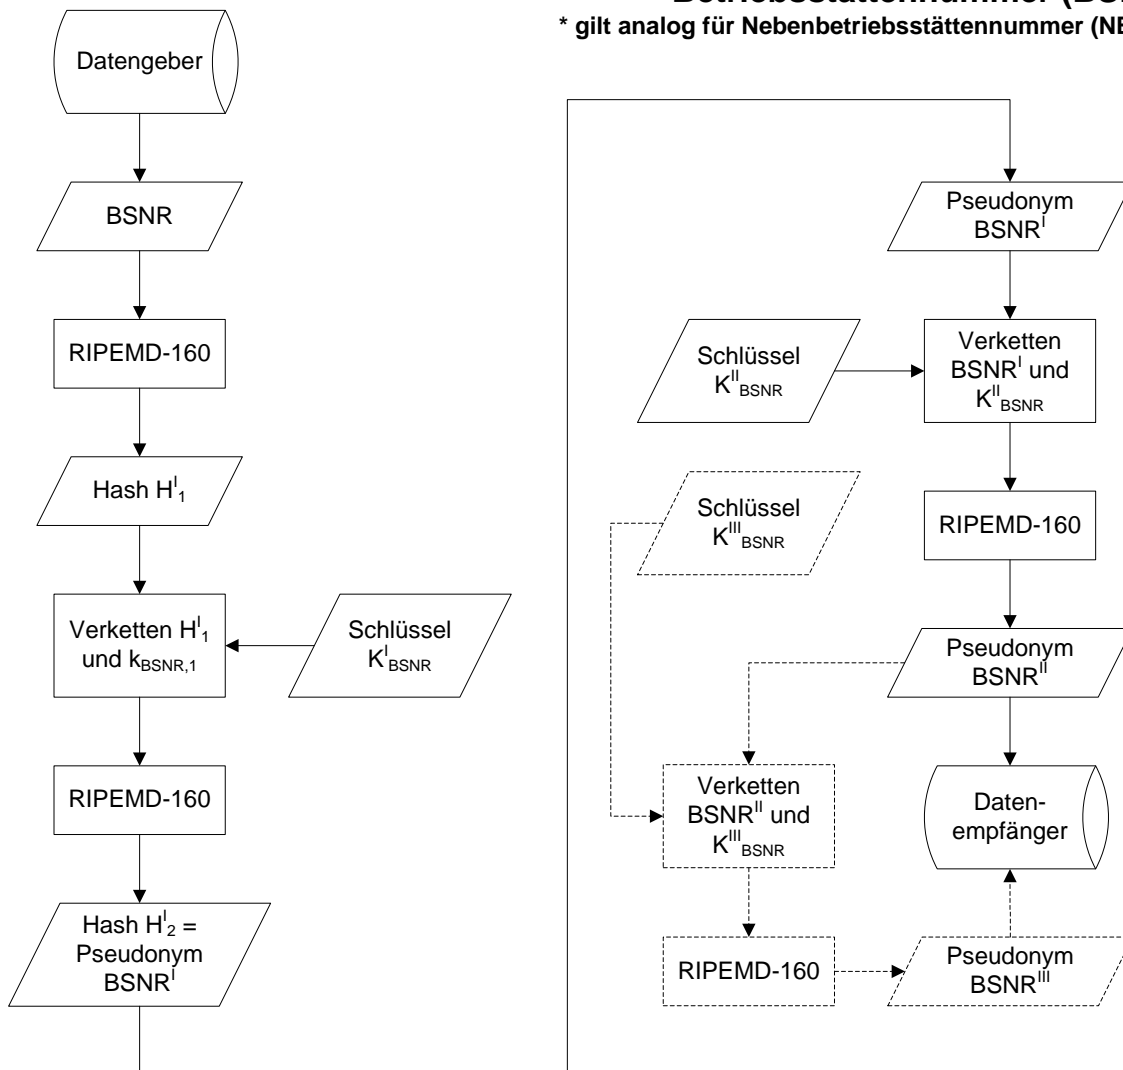 Betriebsstättennummer (BS
* gilt analog für Nebenbetriebsstättennummer (NE
Datengeber
BSNR
RIPEMD-160
Hash H^I_1
Verketten H^I_1
und k_BSNR,1
Schlüssel
K^I_BSNR
RIPEMD-160
Hash H^I_2 =
Pseudonym
BSNR^I
Pseudonym
BSNR^I
Schlüssel
K^II_BSNR
Verketten
BSNR^I und
K^II_BSNR
Schlüssel
K^III_BSNR
RIPEMD-160
Pseudonym
BSNR^II
Verketten
BSNR^II und
K^III_BSNR
Daten-
empfänger
RIPEMD-160
Pseudonym
BSNR^III